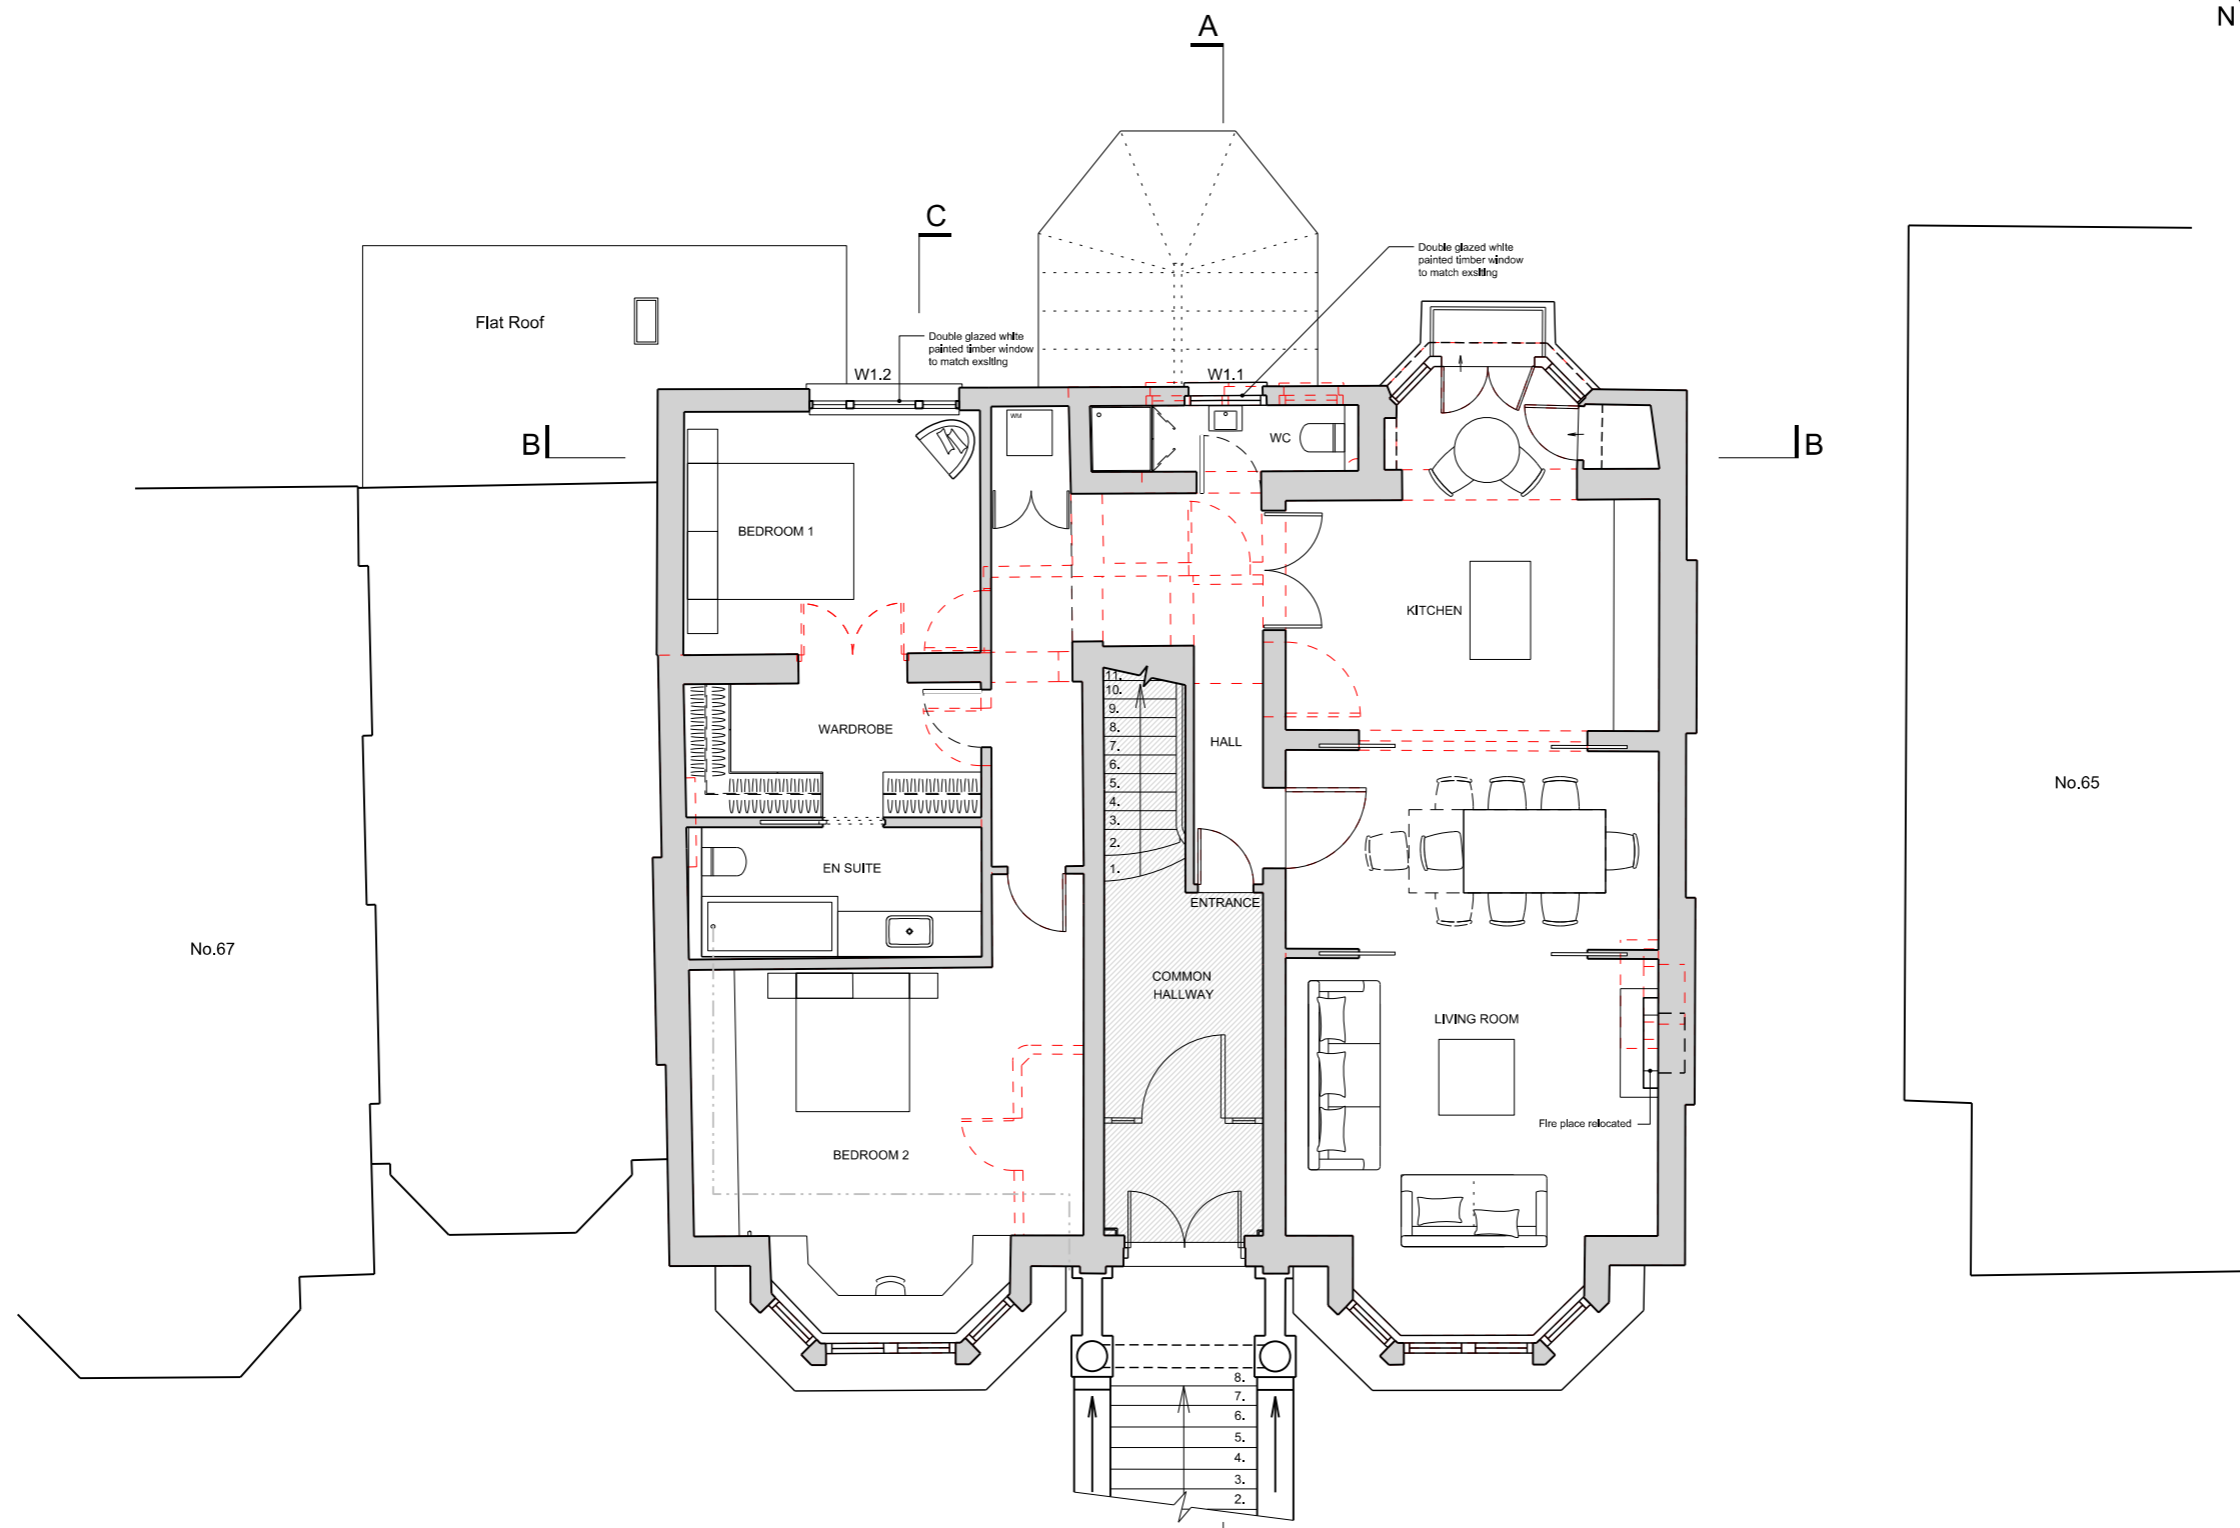 N
A
C
Double glazed white
painted timber window
to match exsiting
Flat Roof
Double glazed white
painted timber window
to match exsiting
W1.2
W1.1
B
WM
WC
B
BEDROOM 1
KITCHEN
11.
10.
9.
8.
7.
6.
5.
4.
3.
2.
1.
WARDROBE
HALL
No.65
EN SUITE
ENTRANCE
No.67
COMMON
HALLWAY
LIVING ROOM
Fire place relocated
BEDROOM 2
8.
7.
6.
5.
4.
3.
2.